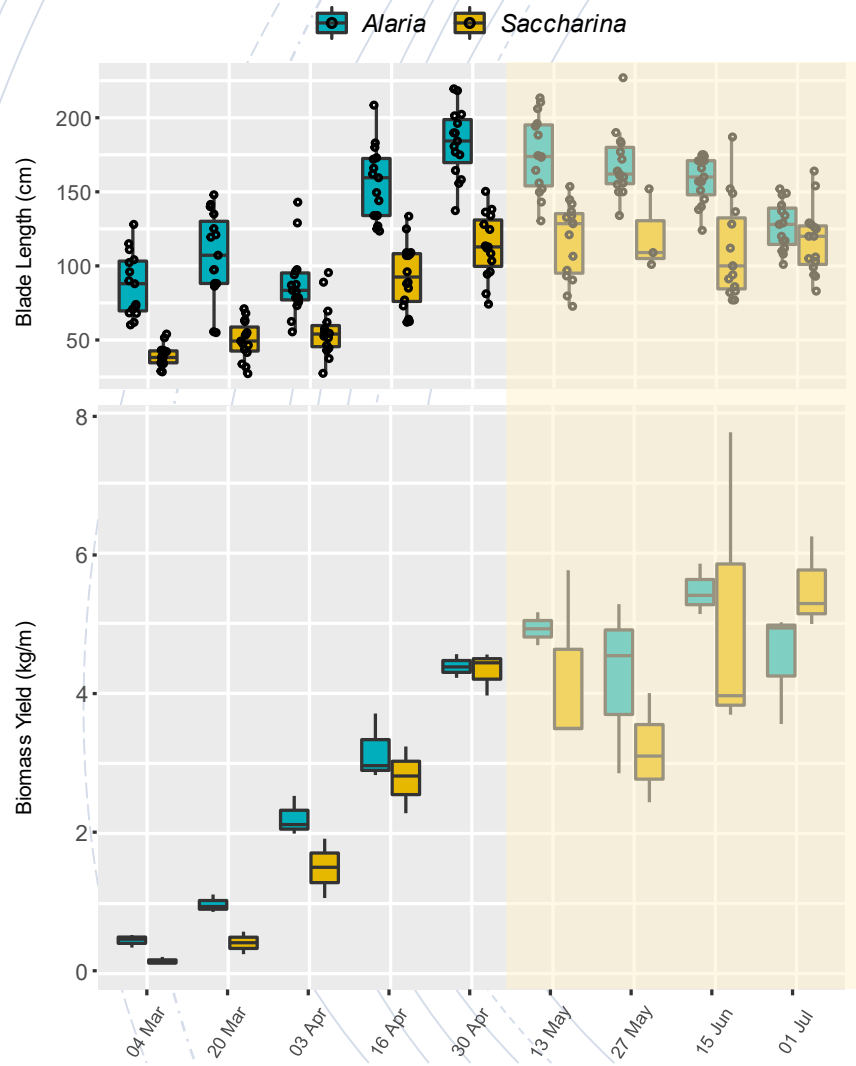 Alaria Saccharina
Blade Length (cm)
200
150
100
50
Biomass Yield (kg/m)
8
6
4
2
0
04 Mar
20 Mar
03 Apr
16 Apr
30 Apr
13 May
27 May
15 Jun
01 Jul